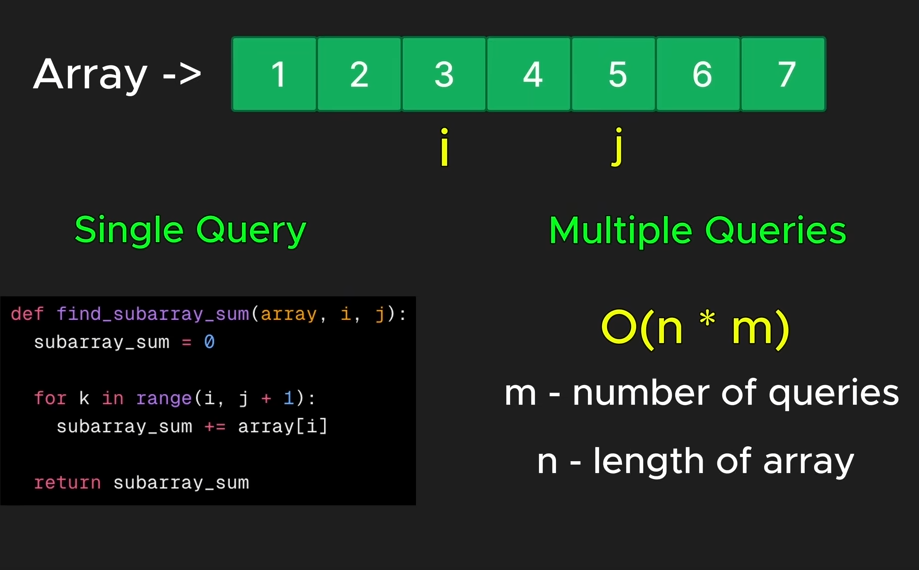 Array -> 1 2 3 4 5 6 7
i j
Single Query
Multiple Queries
def find_subarray_sum(array, i, j):
  subarray_sum = 0
  for k in range(i, j + 1):
    subarray_sum += array[i]
  return subarray_sum
O(n * m)
m - number of queries
n - length of array